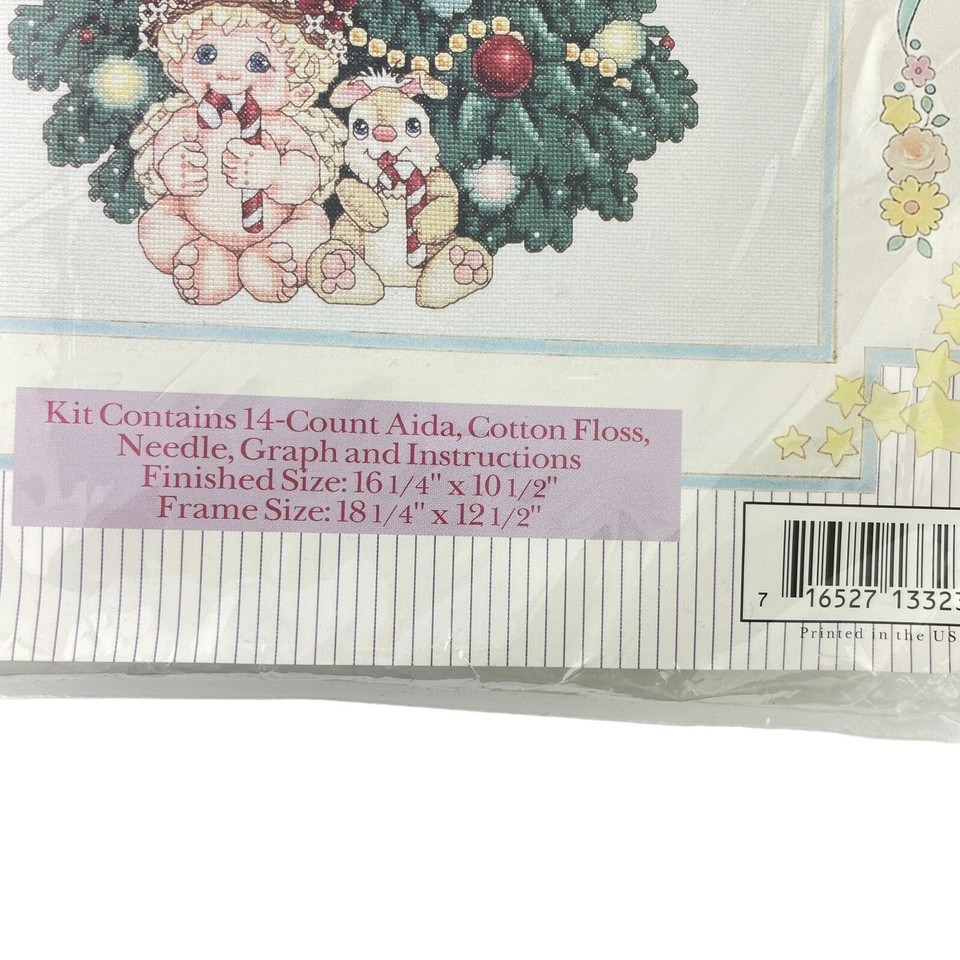 Kit Contains 14-Count Aida, Cotton Floss,
Needle, Graph and Instructions
Finished Size: 16 1/4" x 10 1/2"
Frame Size: 18 1/4" x 12 1/2"
7 16527 13323
Printed in the US